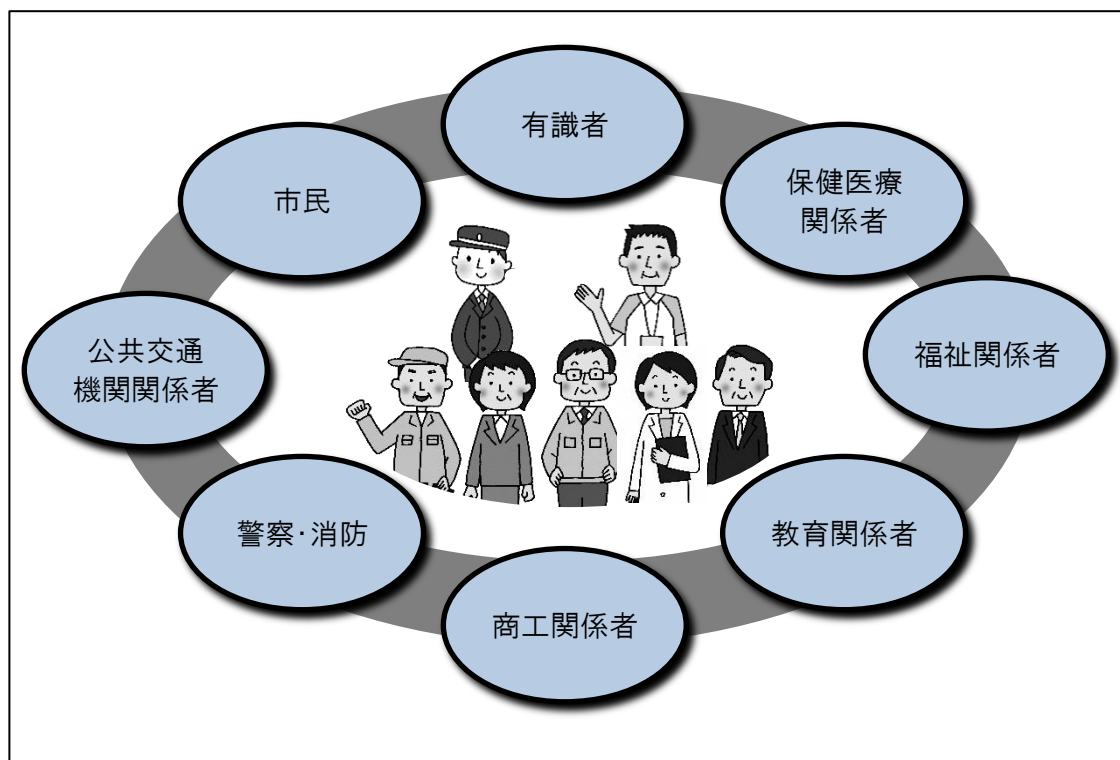 有識者
保健医療
関係者
福祉関係者
教育関係者
商工関係者
警察・消防
公共交通
機関関係者
市民